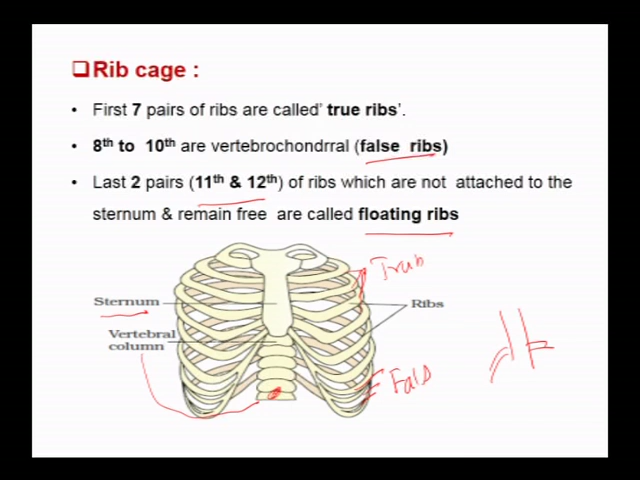 ❑Rib cage :
• First 7 pairs of ribs are called' true ribs'.
• 8th to 10th are vertebrochondrral (false ribs)
• Last 2 pairs (11th & 12th) of ribs which are not attached to the
sternum & remain free are called floating ribs
Sternum
Ribs
Vertebral
column
Fals